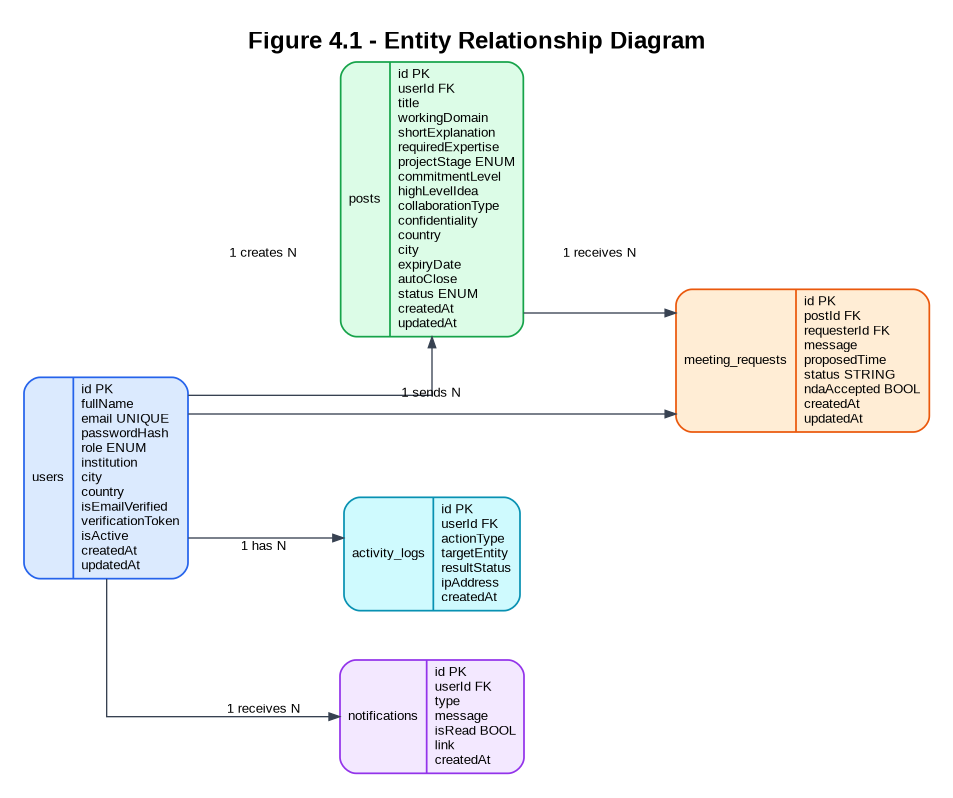 Figure 4.1 - Entity Relationship Diagram
posts
id PK
userId FK
title
workingDomain
shortExplanation
requiredExpertise
projectStage ENUM
commitmentLevel
highLevelIdea
collaborationType
confidentiality
country
city
expiryDate
autoClose
status ENUM
createdAt
updatedAt
1 creates N
1 receives N
meeting_requests
id PK
postId FK
requesterId FK
message
proposedTime
status STRING
ndaAccepted BOOL
createdAt
updatedAt
1 sends N
users
id PK
fullName
email UNIQUE
passwordHash
role ENUM
institution
city
country
isEmailVerified
verificationToken
isActive
createdAt
updatedAt
1 has N
activity_logs
id PK
userId FK
actionType
targetEntity
resultStatus
ipAddress
createdAt
1 receives N
notifications
id PK
userId FK
type
message
isRead BOOL
link
createdAt